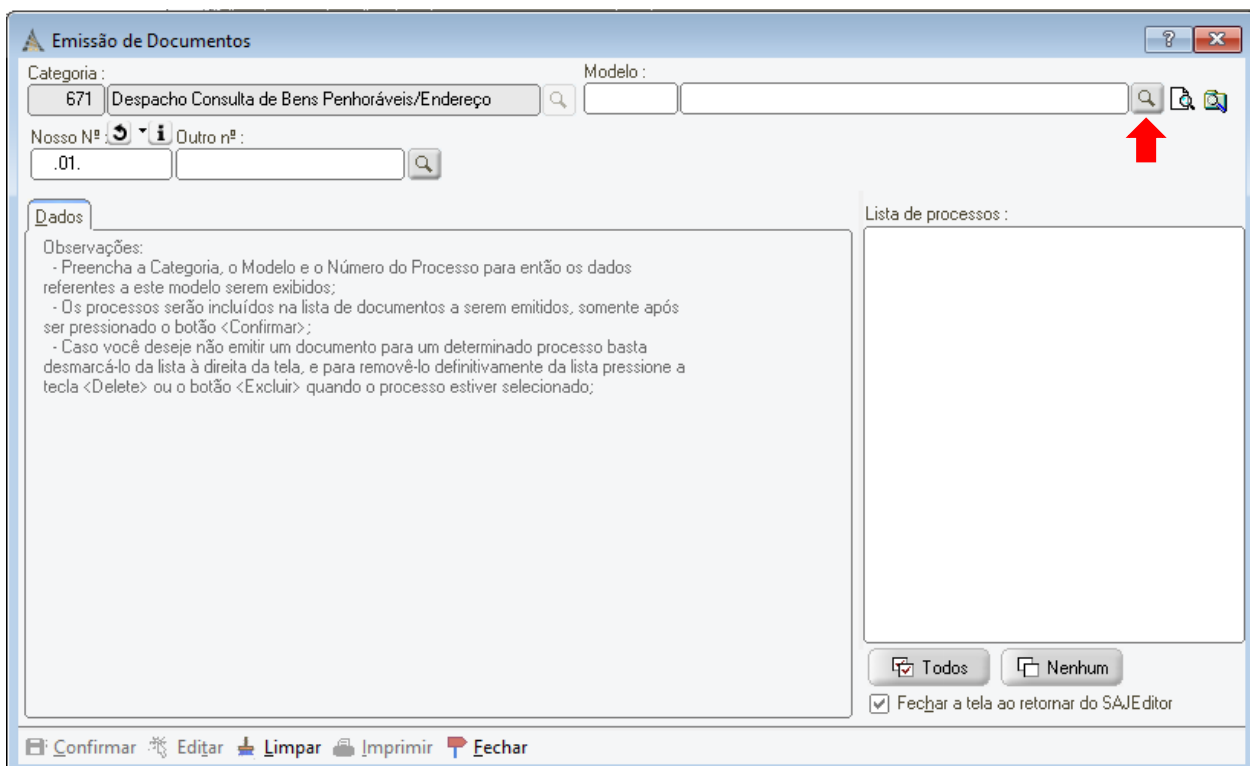 Emissão de Documentos
Categoria :
Modelo :
671 Despacho Consulta de Bens Penhoráveis/Endereço
Nosso Nº : Outro nº :
.01.
Dados
Lista de processos :
Observações:
- Preencha a Categoria, o Modelo e o Número do Processo para então os dados
referentes a este modelo serem exibidos;
- Os processos serão incluídos na lista de documentos a serem emitidos, somente após
ser pressionado o botão <Confirmar>;
- Caso você deseje não emitir um documento para um determinado processo basta
desmarcá-lo da lista à direita da tela, e para removê-lo definitivamente da lista pressione a
tecla <Delete> ou o botão <Excluir> quando o processo estiver selecionado;
Todos Nenhum
Fechar a tela ao retornar do SAJEditor
Confirmar Editar Limpar Imprimir Fechar